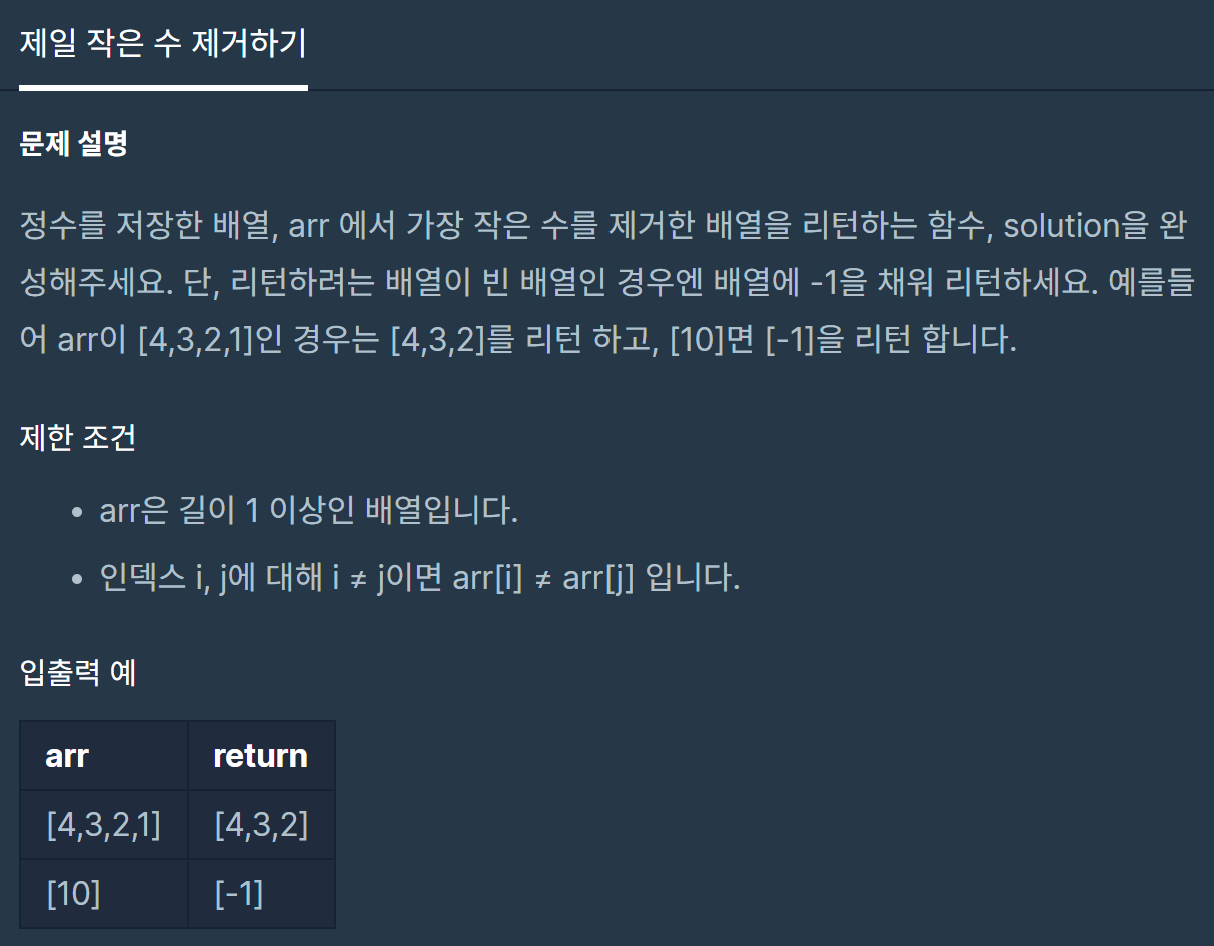 제일 작은 수 제거하기
문제 설명
정수를 저장한 배열, arr 에서 가장 작은 수를 제거한 배열을 리턴하는 함수, solution을 완
성해주세요. 단, 리턴하려는 배열이 빈 배열인 경우엔 배열에 -1을 채워 리턴하세요. 예를들
어 arr이 [4,3,2,1]인 경우는 [4,3,2]를 리턴 하고, [10]면 [-1]을 리턴 합니다.
제한 조건
• arr은 길이 1 이상인 배열입니다.
• 인덱스 i, j에 대해 i ≠ j이면 arr[i] ≠ arr[j] 입니다.
입출력 예
arr return
[4,3,2,1] [4,3,2]
[10] [-1]